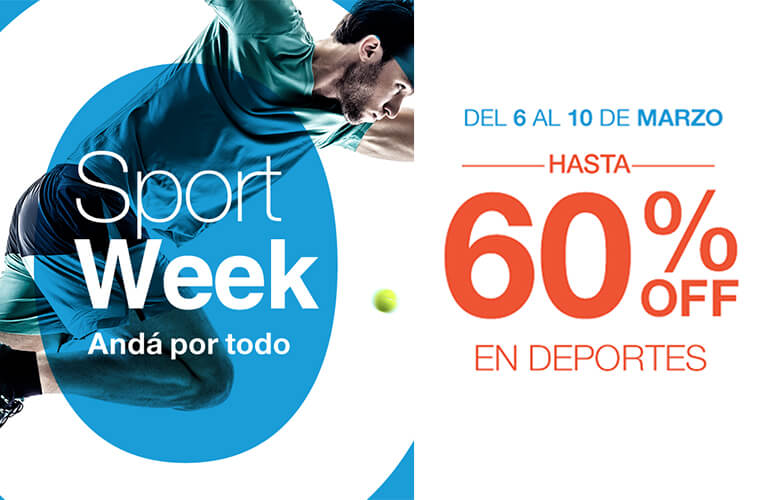 Sport
Week
Andá por todo
DEL 6 AL 10 DE MARZO
HASTA
60%
OFF
EN DEPORTES